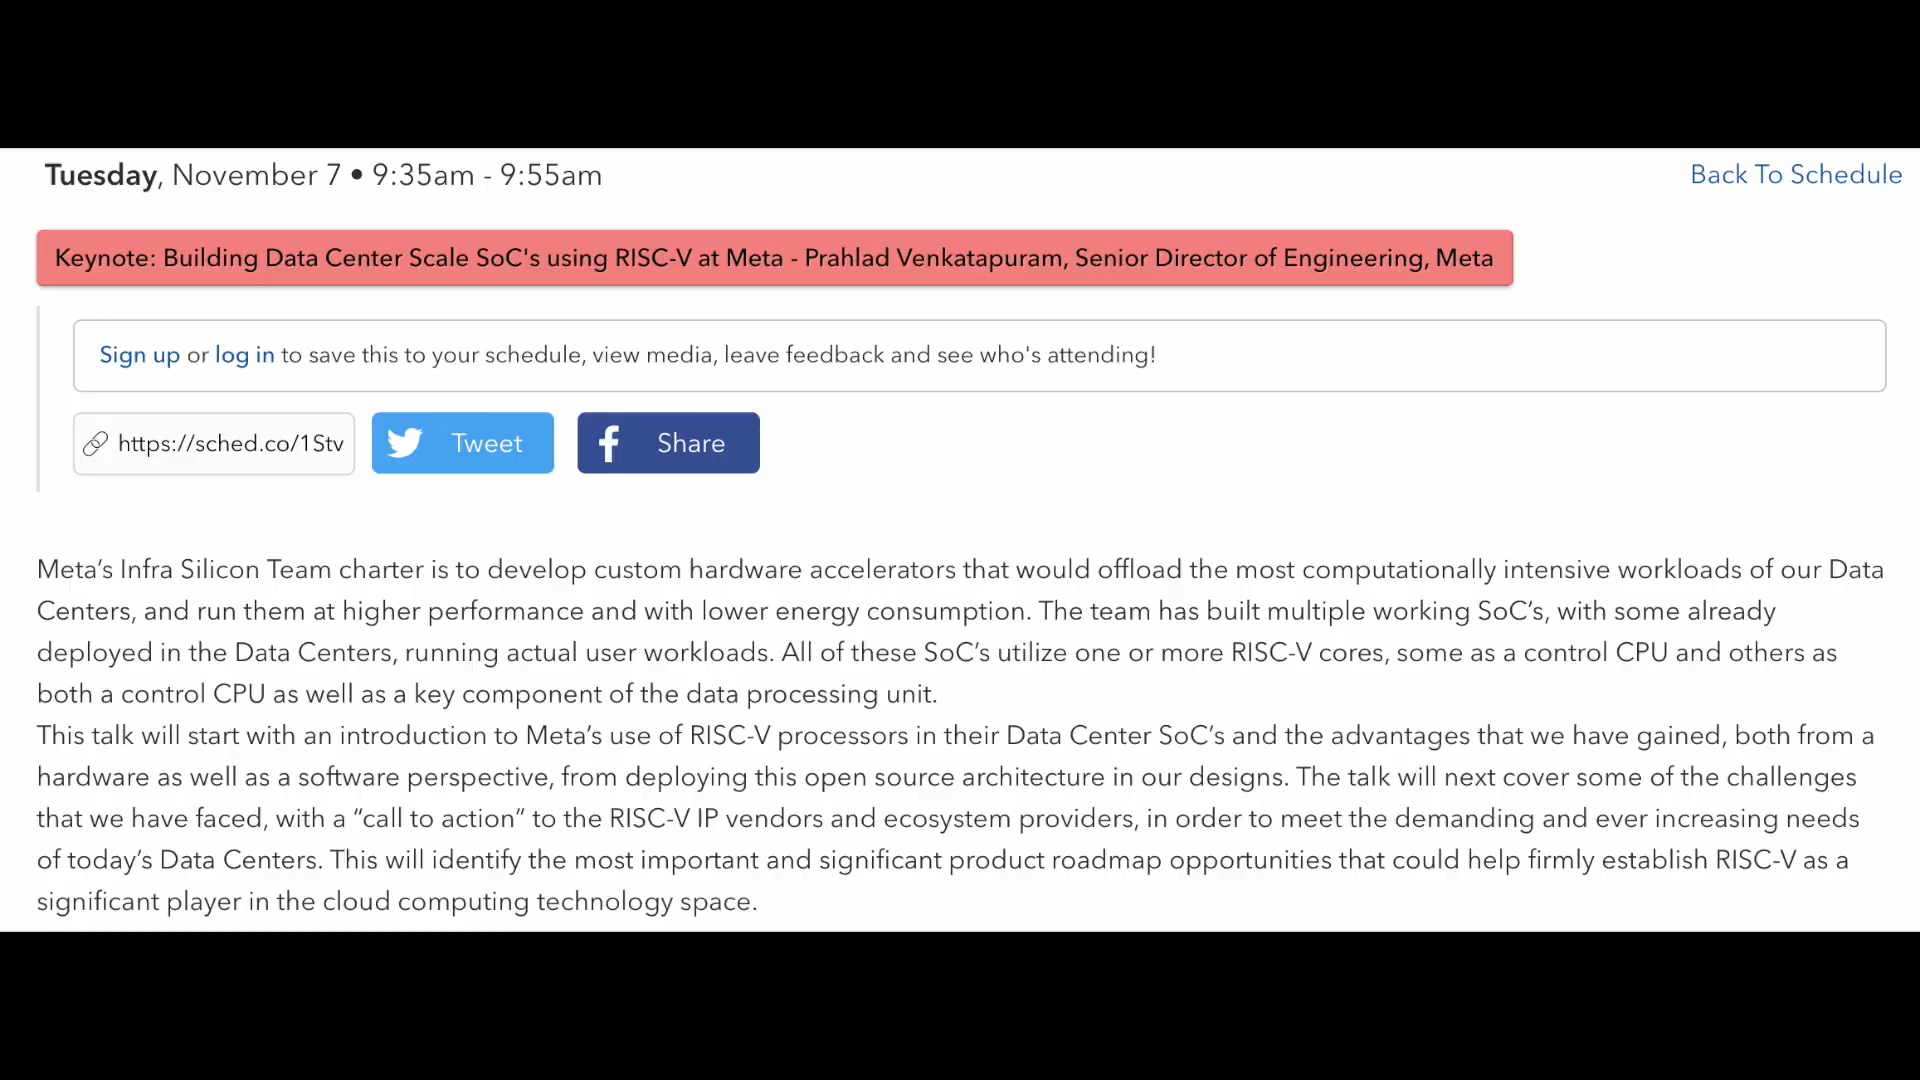 Tuesday, November 7 • 9:35am - 9:55am
Back To Schedule
Keynote: Building Data Center Scale SoC's using RISC-V at Meta - Prahlad Venkatapuram, Senior Director of Engineering, Meta
Sign up or log in to save this to your schedule, view media, leave feedback and see who's attending!
https://sched.co/1Stv
Tweet
Share
Meta’s Infra Silicon Team charter is to develop custom hardware accelerators that would offload the most computationally intensive workloads of our Data
Centers, and run them at higher performance and with lower energy consumption. The team has built multiple working SoC’s, with some already
deployed in the Data Centers, running actual user workloads. All of these SoC’s utilize one or more RISC-V cores, some as a control CPU and others as
both a control CPU as well as a key component of the data processing unit.
This talk will start with an introduction to Meta’s use of RISC-V processors in their Data Center SoC’s and the advantages that we have gained, both from a
hardware as well as a software perspective, from deploying this open source architecture in our designs. The talk will next cover some of the challenges
that we have faced, with a “call to action” to the RISC-V IP vendors and ecosystem providers, in order to meet the demanding and ever increasing needs
of today’s Data Centers. This will identify the most important and significant product roadmap opportunities that could help firmly establish RISC-V as a
significant player in the cloud computing technology space.